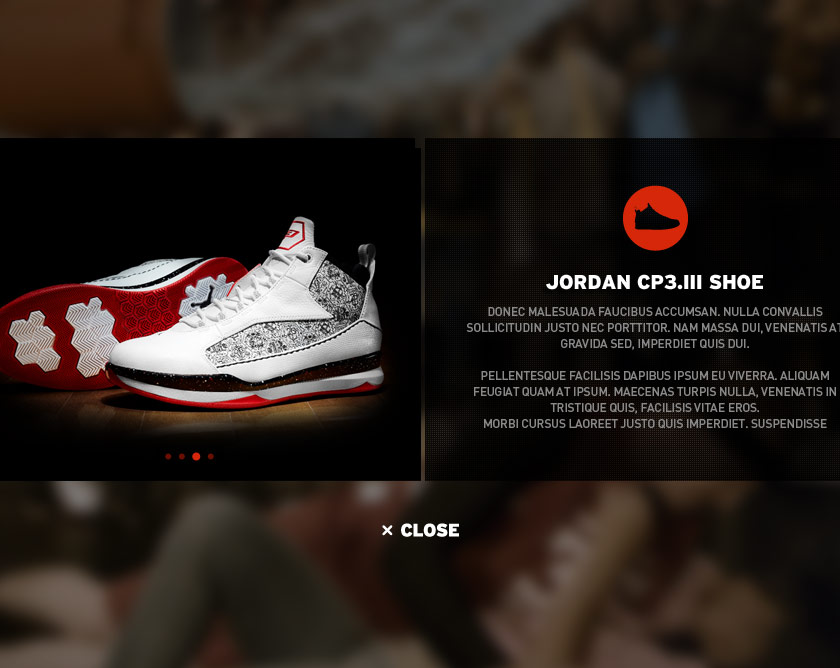 JORDAN CP3.III SHOE
DONEC MALESUADA FAUCIBUS ACCUMSAN. NULLA CONVALLIS
SOLLICITUDIN JUSTO NEC PORTTITOR. NAM MASSA DUI, VENENATIS AT
GRAVIDA SED, IMPERDIET QUIS DUI.
PELLENTESQUE FACILISIS DAPIBUS IPSUM EU VIVERRA. ALIQUAM
FEUGIAT QUAM AT IPSUM. MAECENAS TURPIS NULLA, VENENATIS IN
TRISTIQUE QUIS, FACILISIS VITAE EROS.
MORBI CURSUS LAOREET JUSTO QUIS IMPERDIET. SUSPENDISSE
× CLOSE